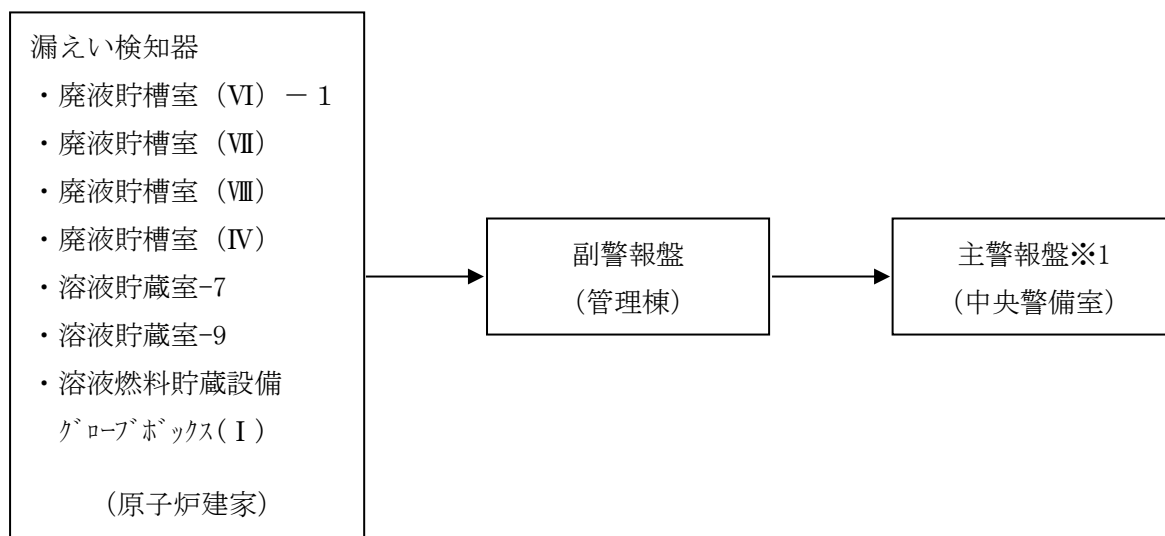 漏えい検知器
・廃液貯槽室（Ⅵ）－１
・廃液貯槽室（Ⅶ）
・廃液貯槽室（Ⅷ）
・廃液貯槽室（Ⅳ）
・溶液貯蔵室-7
・溶液貯蔵室-9
・溶液燃料貯蔵設備
ｸﾞﾛｰﾌﾞﾎﾞｯｸｽ(Ⅰ)
（原子炉建家）
副警報盤
（管理棟）
主警報盤※1
（中央警備室）